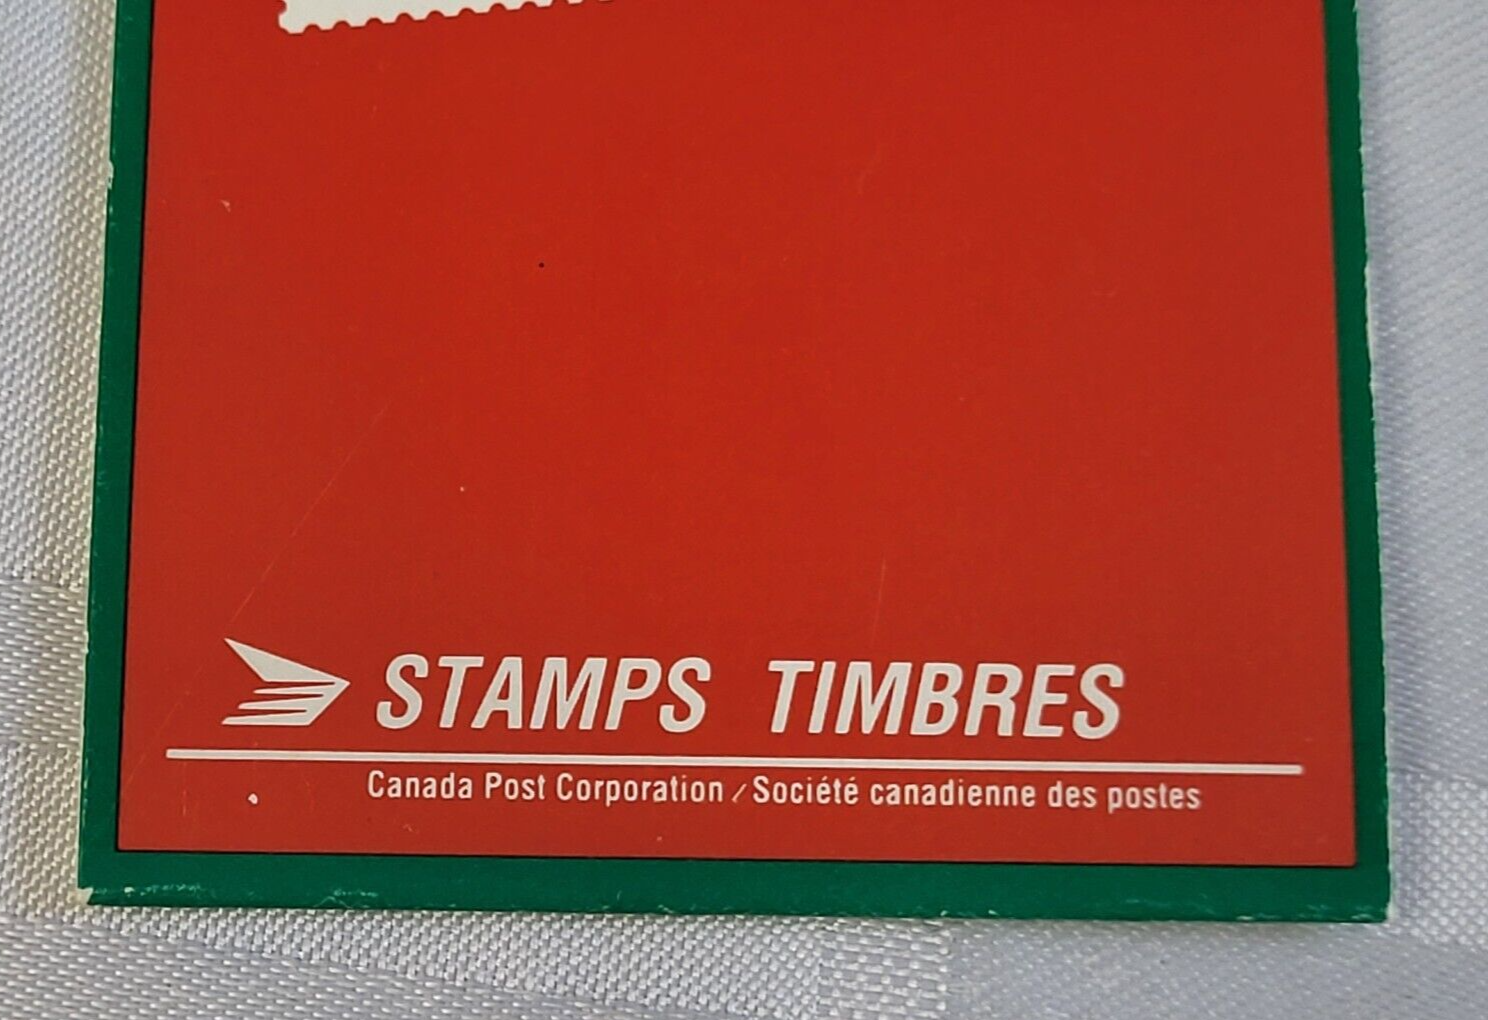 STAMPS TIMBRES
Canada Post Corporation / Société canadienne des postes